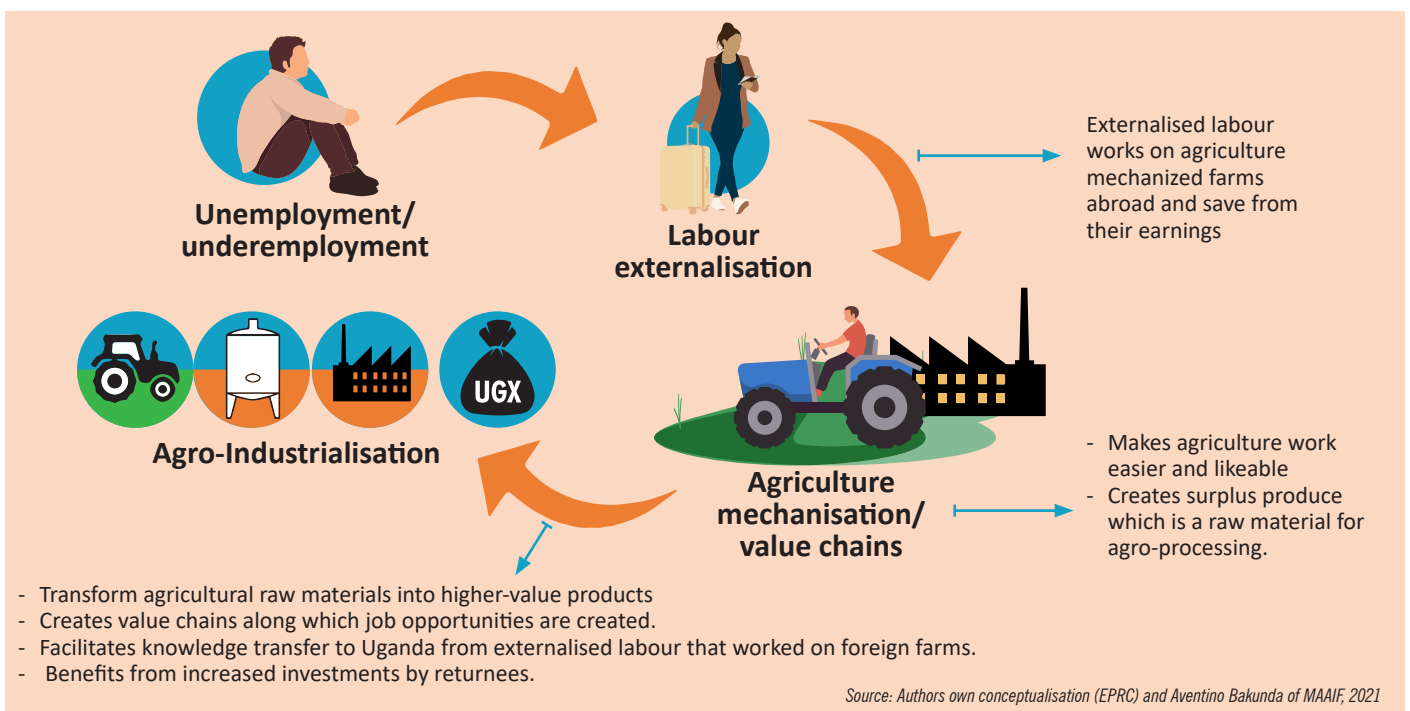 Unemployment/
underemployment
Labour
externalisation
Externalised labour
works on agriculture
mechanized farms
abroad and save from
their earnings
UGX
Agro-Industrialisation
Agriculture
mechanisation/
value chains
- Makes agriculture work
easier and likeable
- Creates surplus produce
which is a raw material for
agro-processing.
- Transform agricultural raw materials into higher-value products
- Creates value chains along which job opportunities are created.
- Facilitates knowledge transfer to Uganda from externalised labour that worked on foreign farms.
- Benefits from increased investments by returnees.
Source: Authors own conceptualisation (EPRC) and Aventino Bakunda of MAAIF, 2021